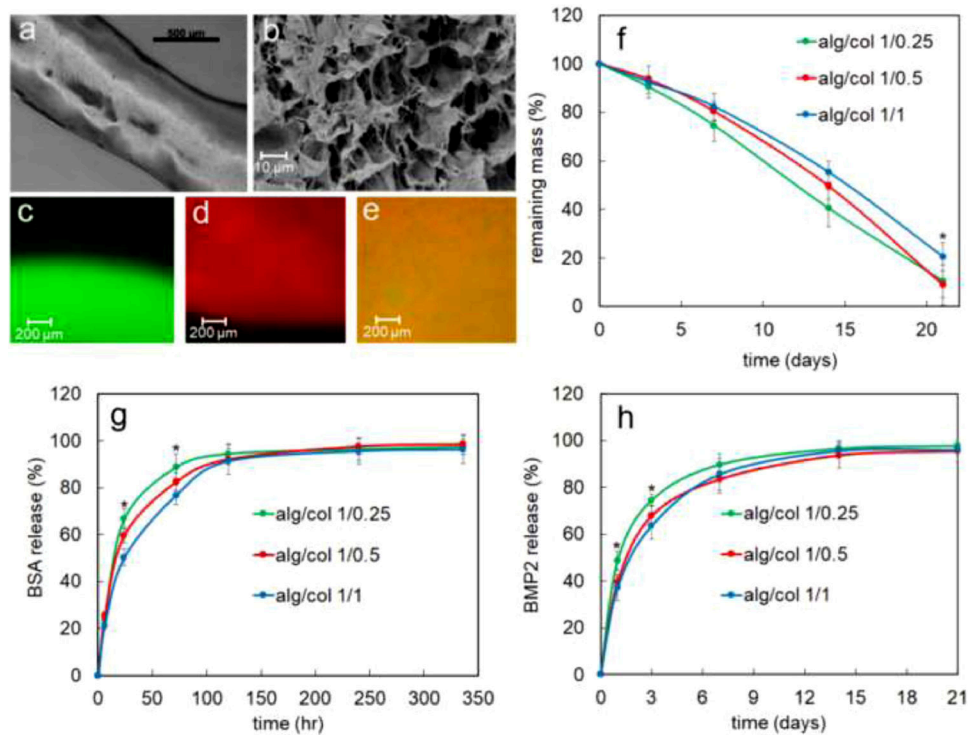 a
500 μm
b
10 μm
c
200 μm
d
200 μm
e
200 μm
f
120
100
80
60
40
20
0
remaining mass (%)
alg/col 1/0.25
alg/col 1/0.5
alg/col 1/1
*
0
5
10
15
20
time (days)
g
120
100
80
60
40
20
0
BSA release (%)
*
*
alg/col 1/0.25
alg/col 1/0.5
alg/col 1/1
0
50
100
150
200
250
300
350
time (hr)
h
120
100
80
60
40
20
0
BMP2 release (%)
*
*
alg/col 1/0.25
alg/col 1/0.5
alg/col 1/1
0
3
6
9
12
15
18
21
time (days)